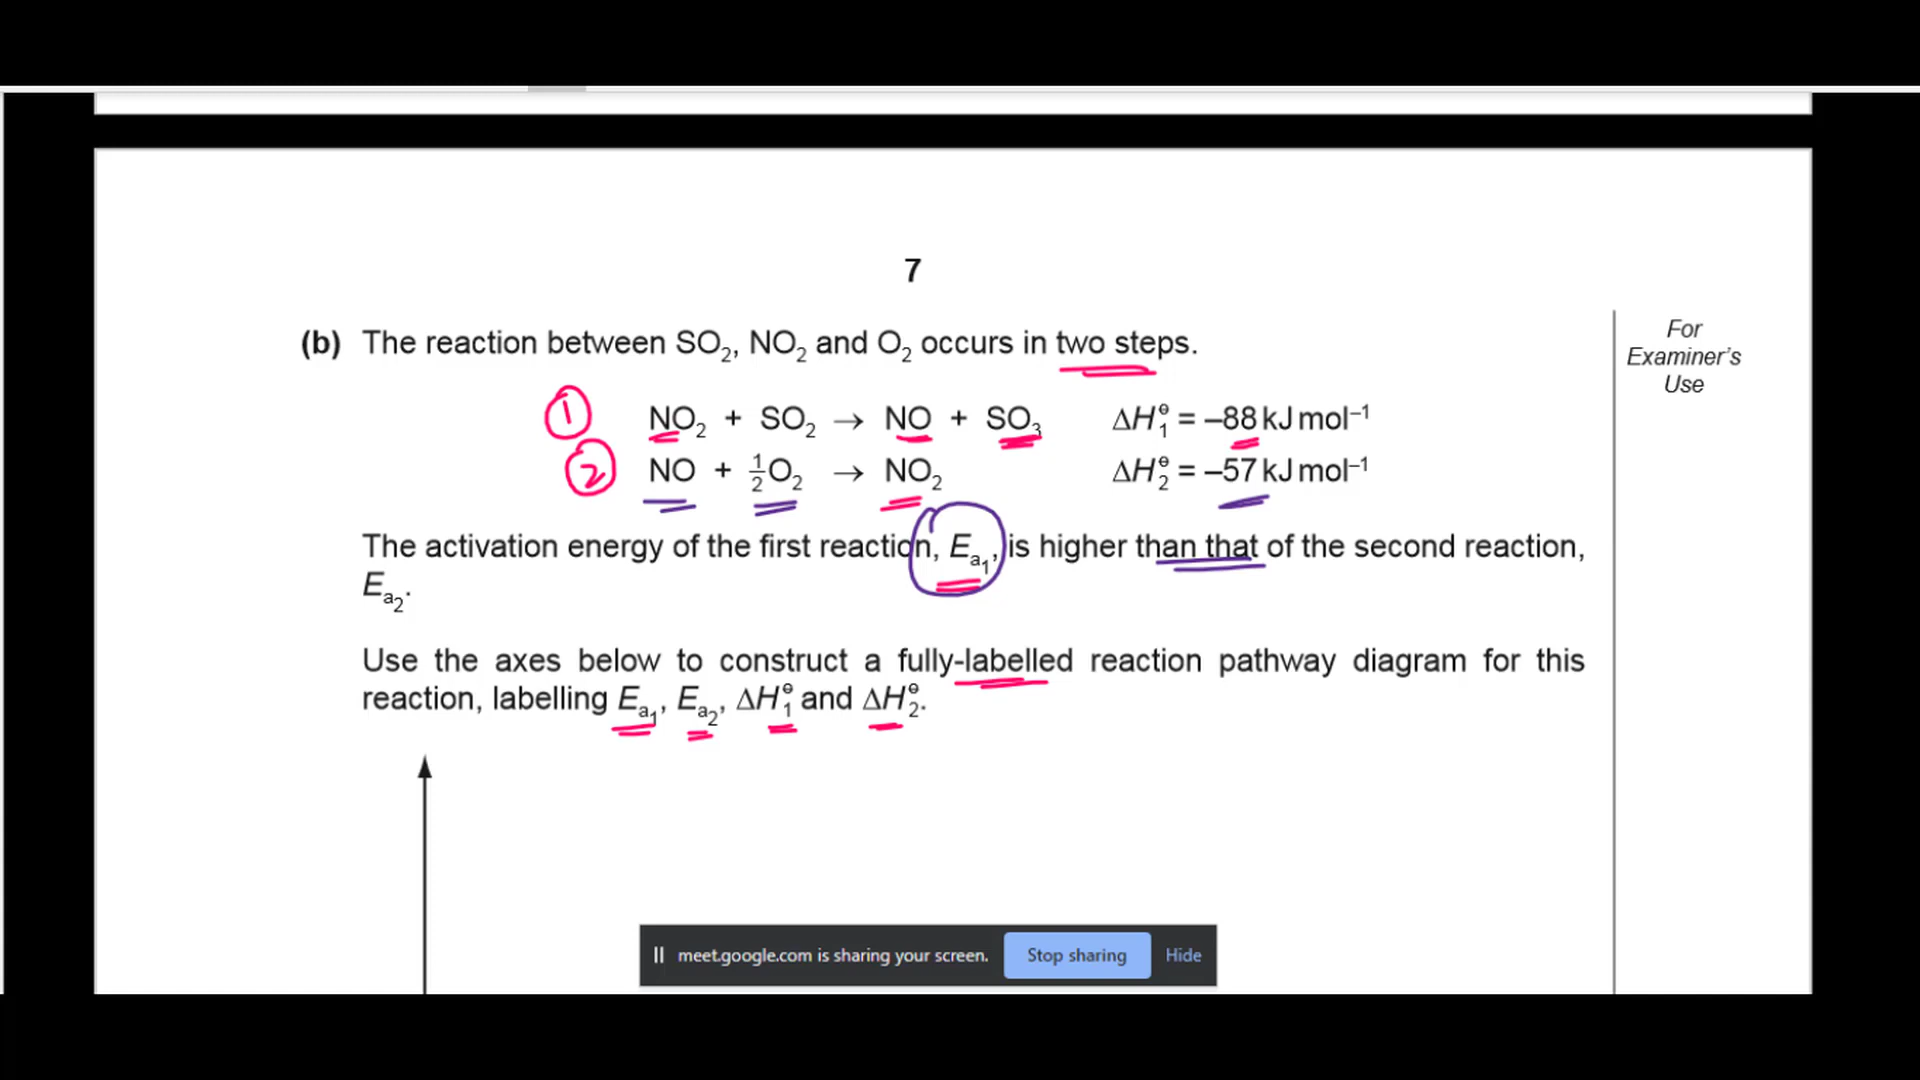 7
(b) The reaction between SO₂, NO₂ and O₂ occurs in two steps.
For
Examiner's
Use
1 NO₂ + SO₂ → NO + SO₃ ΔH₁⦵ = –88 kJ mol⁻¹
2 NO + ½O₂ → NO₂ ΔH₂⦵ = –57 kJ mol⁻¹
The activation energy of the first reaction, Eₐ₁, is higher than that of the second reaction,
Eₐ₂.
Use the axes below to construct a fully-labelled reaction pathway diagram for this
reaction, labelling Eₐ₁, Eₐ₂, ΔH₁⦵ and ΔH₂⦵.
meet.google.com is sharing your screen. Stop sharing Hide